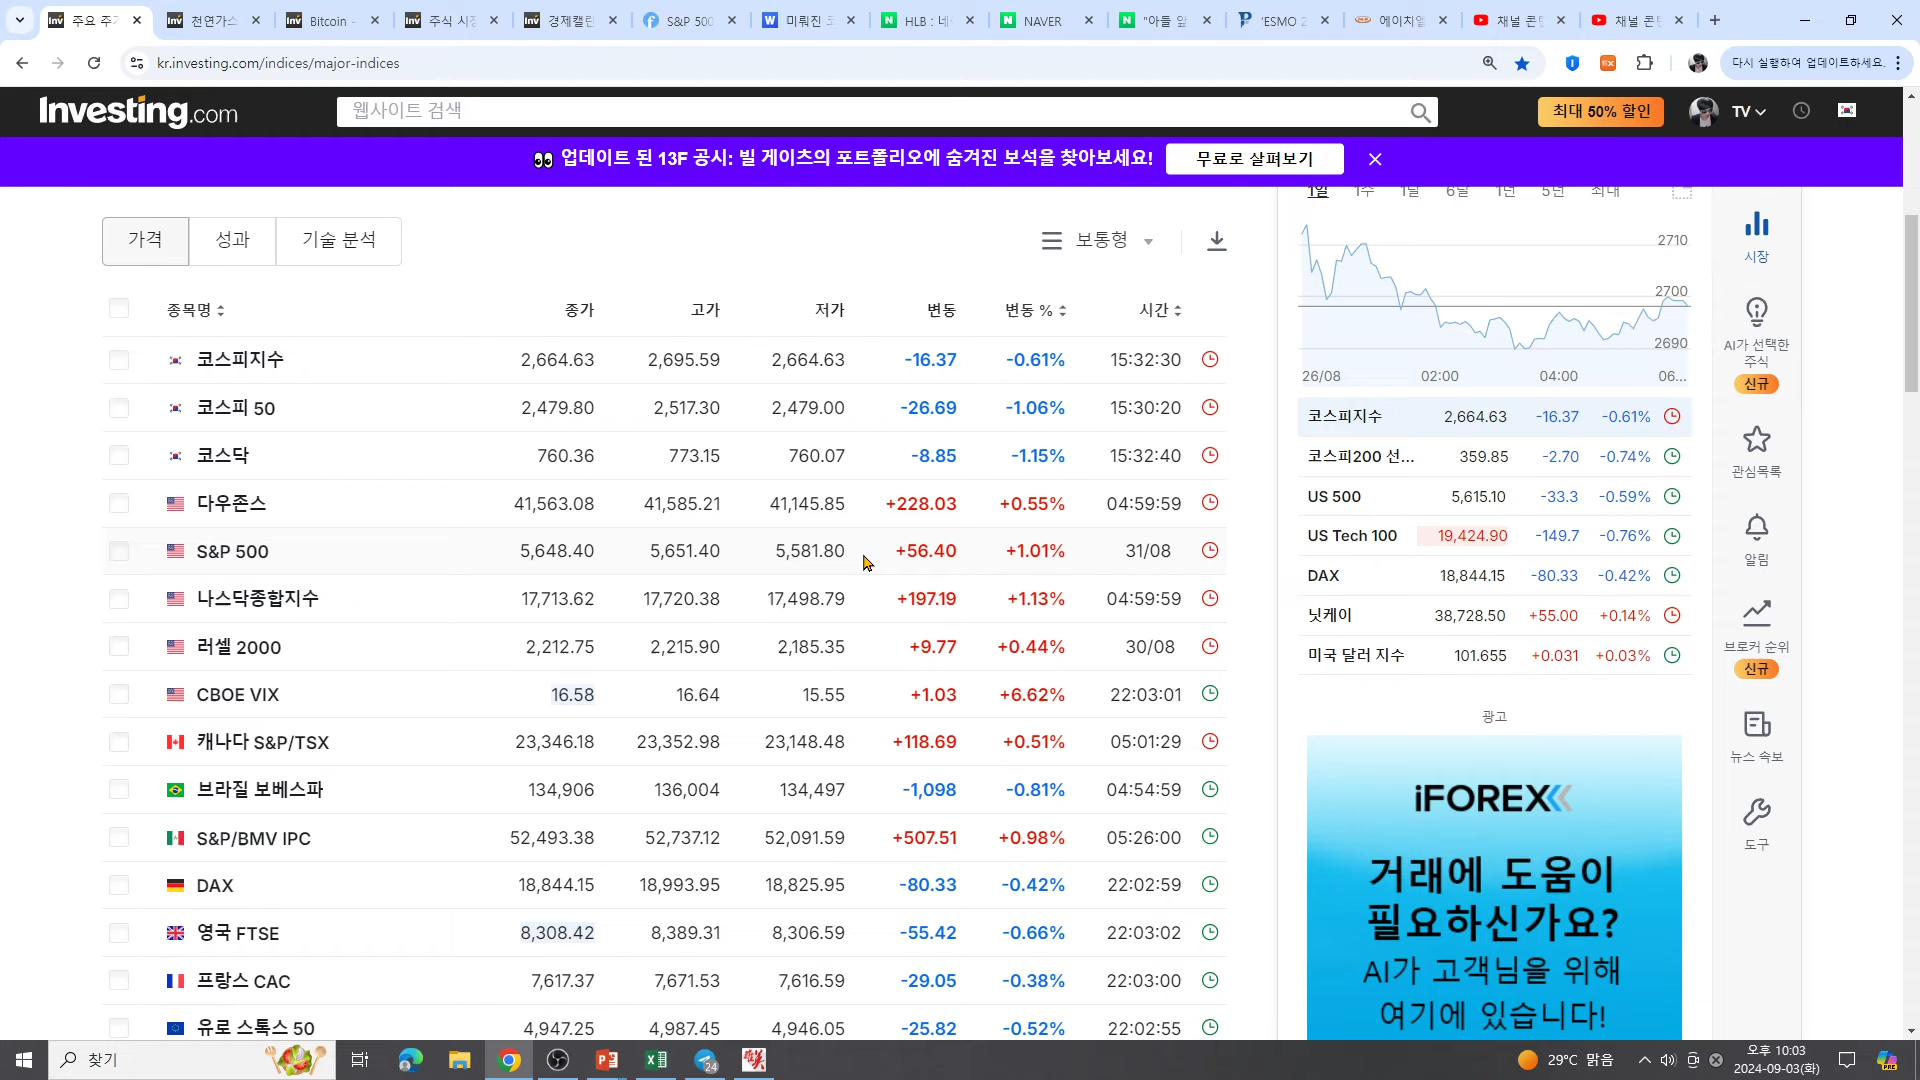 주요 주
천연가스
Bitcoin -
주식 시장
경제캘린
S&P 500
미뤄진 코
HLB : 네
NAVER
"아들 앞
'ESMO 2
에이치엘
채널 콘텐
채널 콘텐
kr.investing.com/indices/major-indices
다시 실행하여 업데이트하세요.
Investing.com
웹사이트 검색
최대 50% 할인
TV
업데이트 된 13F 공시: 빌 게이츠의 포트폴리오에 숨겨진 보석을 찾아보세요!
무료로 살펴보기
가격 성과 기술 분석
보통형
종목명 종가 고가 저가 변동 변동 % 시간
코스피지수 2,664.63 2,695.59 2,664.63 -16.37 -0.61% 15:32:30
코스피 50 2,479.80 2,517.30 2,479.00 -26.69 -1.06% 15:30:20
코스닥 760.36 773.15 760.07 -8.85 -1.15% 15:32:40
다우존스 41,563.08 41,585.21 41,145.85 +228.03 +0.55% 04:59:59
S&P 500 5,648.40 5,651.40 5,581.80 +56.40 +1.01% 31/08
나스닥종합지수 17,713.62 17,720.38 17,498.79 +197.19 +1.13% 04:59:59
러셀 2000 2,212.75 2,215.90 2,185.35 +9.77 +0.44% 30/08
CBOE VIX 16.58 16.64 15.55 +1.03 +6.62% 22:03:01
캐나다 S&P/TSX 23,346.18 23,352.98 23,148.48 +118.69 +0.51% 05:01:29
브라질 보베스파 134,906 136,004 134,497 -1,098 -0.81% 04:54:59
S&P/BMV IPC 52,493.38 52,737.12 52,091.59 +507.51 +0.98% 05:26:00
DAX 18,844.15 18,993.95 18,825.95 -80.33 -0.42% 22:02:59
영국 FTSE 8,308.42 8,389.31 8,306.59 -55.42 -0.66% 22:03:02
프랑스 CAC 7,617.37 7,671.53 7,616.59 -29.05 -0.38% 22:03:00
유로 스톡스 50 4,947.25 4,987.45 4,946.05 -25.82 -0.52% 22:02:55
1일 1주 1달 6달 1년 5년 최대
2710
2700
2690
26/08 02:00 04:00 06...
코스피지수 2,664.63 -16.37 -0.61%
코스피200 선... 359.85 -2.70 -0.74%
US 500 5,615.10 -33.3 -0.59%
US Tech 100 19,424.90 -149.7 -0.76%
DAX 18,844.15 -80.33 -0.42%
닛케이 38,728.50 +55.00 +0.14%
미국 달러 지수 101.655 +0.031 +0.03%
광고
iFOREX
거래에 도움이
필요하신가요?
AI가 고객님을 위해
여기에 있습니다!
시장
AI가 선택한
주식
신규
관심목록
알림
브로커 순위
신규
뉴스 속보
도구
찾기
24
29°C 맑음
오후 10:03
2024-09-03(화)